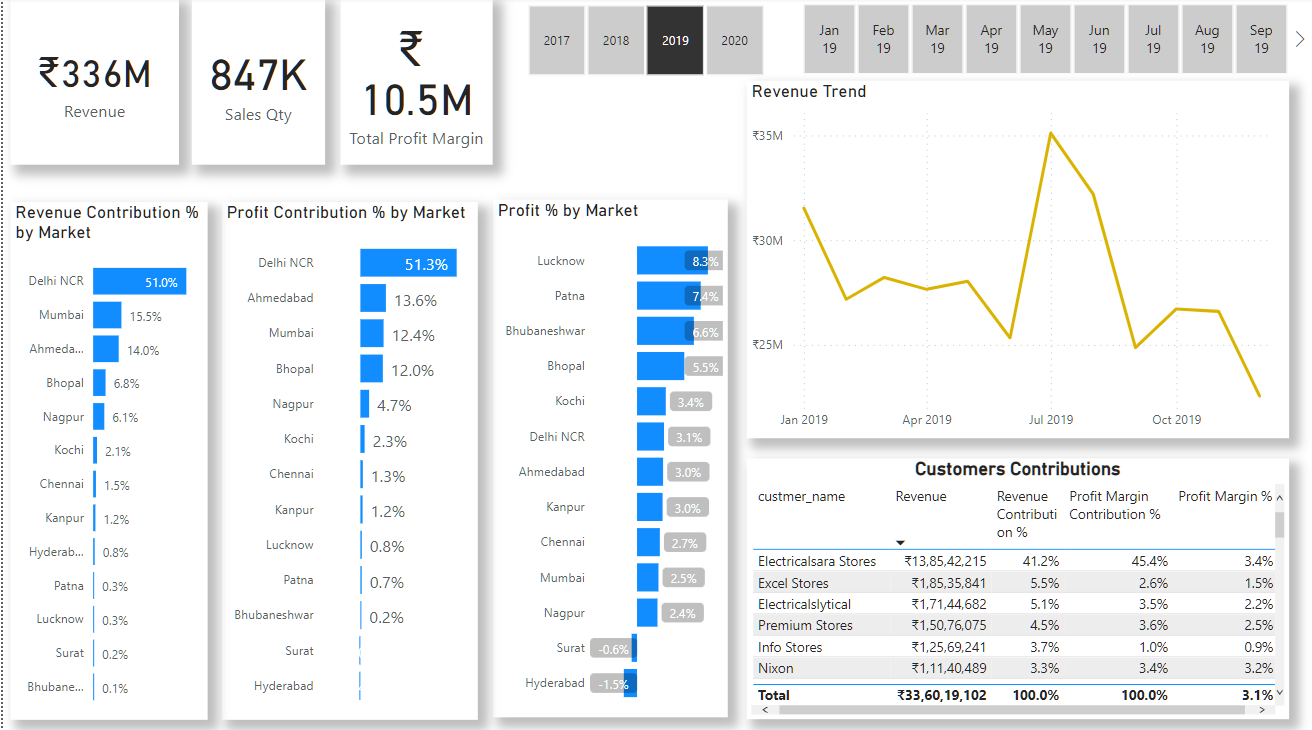 ₹336M
Revenue
847K
Sales Qty
₹
10.5M
Total Profit Margin
2017 2018 2019 2020
Jan 19 Feb 19 Mar 19 Apr 19 May 19 Jun 19 Jul 19 Aug 19 Sep 19
Revenue Contribution %
by Market
Delhi NCR 51.0%
Mumbai 15.5%
Ahmeda... 14.0%
Bhopal 6.8%
Nagpur 6.1%
Kochi 2.1%
Chennai 1.5%
Kanpur 1.2%
Hyderab... 0.8%
Patna 0.3%
Lucknow 0.3%
Surat 0.2%
Bhubane... 0.1%
Profit Contribution % by Market
Delhi NCR 51.3%
Ahmedabad 13.6%
Mumbai 12.4%
Bhopal 12.0%
Nagpur 4.7%
Kochi 2.3%
Chennai 1.3%
Kanpur 1.2%
Lucknow 0.8%
Patna 0.7%
Bhubaneshwar 0.2%
Surat
Hyderabad
Profit % by Market
Lucknow 8.3%
Patna 7.4%
Bhubaneshwar 6.6%
Bhopal 5.5%
Kochi 3.4%
Delhi NCR 3.1%
Ahmedabad 3.0%
Kanpur 3.0%
Chennai 2.7%
Mumbai 2.5%
Nagpur 2.4%
Surat -0.6%
Hyderabad -1.5%
Revenue Trend
₹35M
₹30M
₹25M
Jan 2019 Apr 2019 Jul 2019 Oct 2019
Customers Contributions
custmer_name Revenue Revenue Contributi on % Profit Margin Contribution % Profit Margin %
Electricalsara Stores ₹13,85,42,215 41.2% 45.4% 3.4%
Excel Stores ₹1,85,35,841 5.5% 2.6% 1.5%
Electricalslytical ₹1,71,44,682 5.1% 3.5% 2.2%
Premium Stores ₹1,50,76,075 4.5% 3.6% 2.5%
Info Stores ₹1,25,69,241 3.7% 1.0% 0.9%
Nixon ₹1,11,40,489 3.3% 3.4% 3.2%
Total ₹33,60,19,102 100.0% 100.0% 3.1%